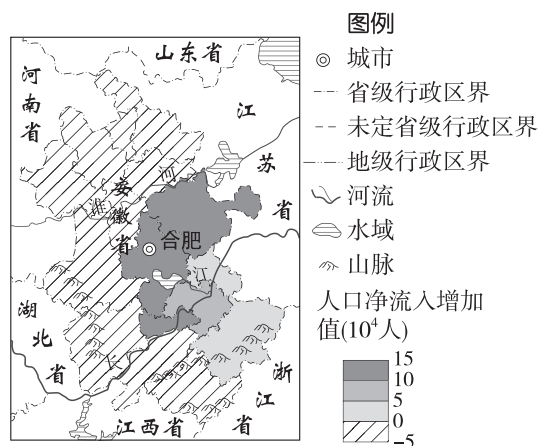 图例
城市
省级行政区界
未定省级行政区界
地级行政区界
河流
水域
山脉
人口净流入增加
值(10⁴人)
15
10
5
0
-5
山东省
河南省
江苏省
安徽省
淮河
合肥
长江
湖北省
江西省
浙江省